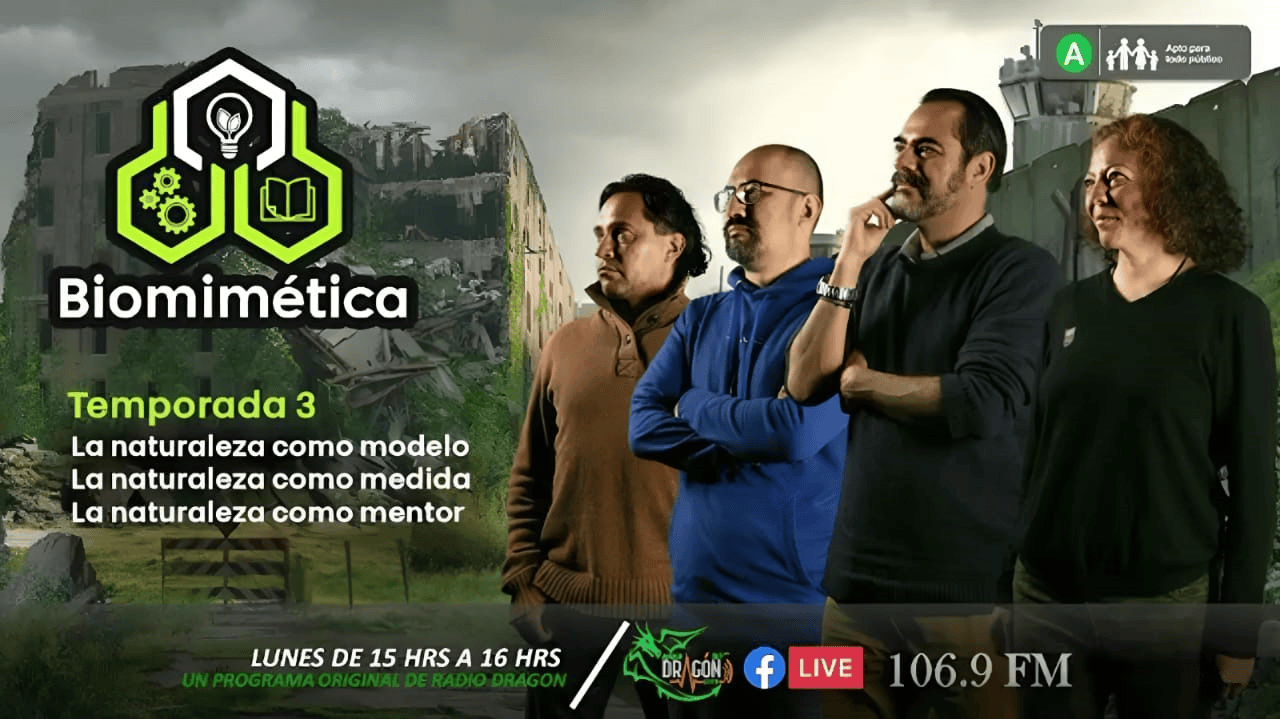 A
Apto para
todo público
Biomimética
Temporada 3
La naturaleza como modelo
La naturaleza como medida
La naturaleza como mentor
LUNES DE 15 HRS A 16 HRS
UN PROGRAMA ORIGINAL DE RADIO DRAGON
DRAGÓN
f LIVE
106.9 FM